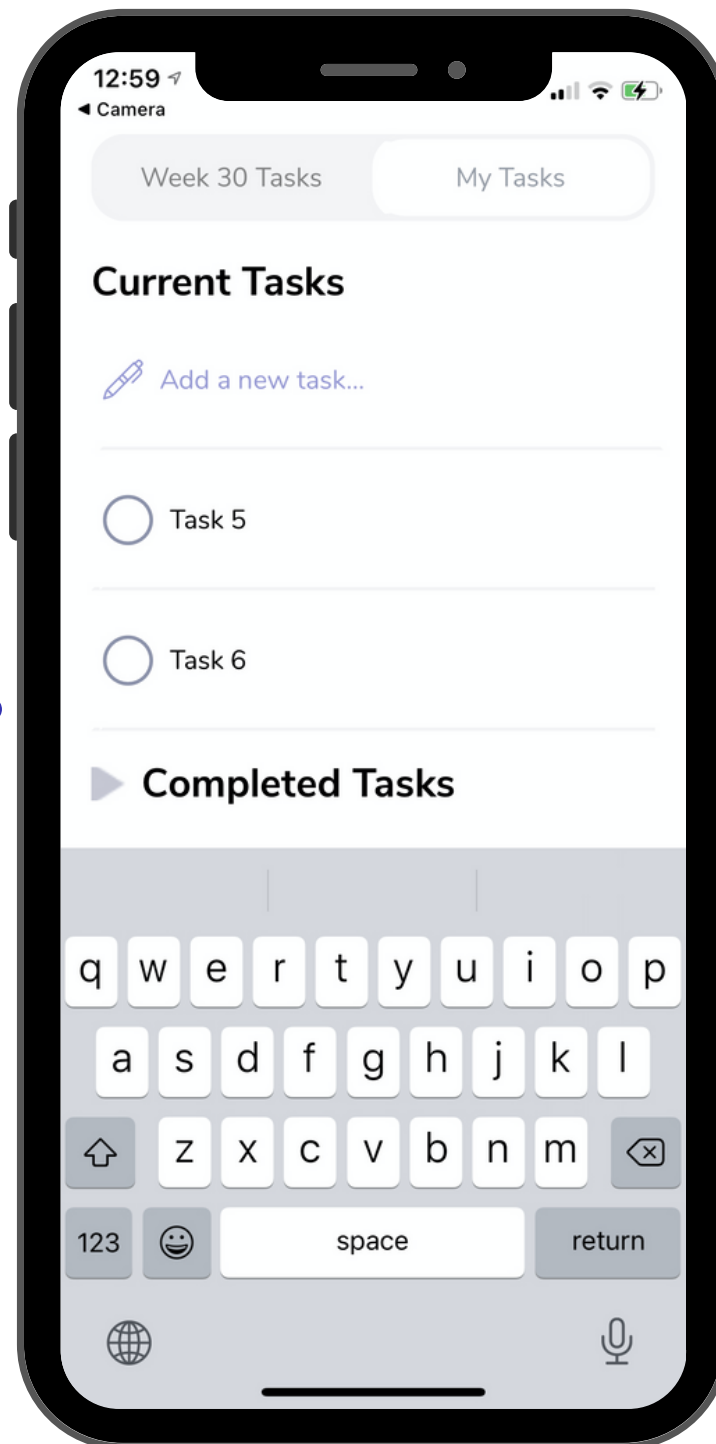 12:59
◀ Camera
Week 30 Tasks My Tasks
Current Tasks
Add a new task...
Task 5
Task 6
Completed Tasks
q w e r t y u i o p
a s d f g h j k l
z x c v b n m
123 space return